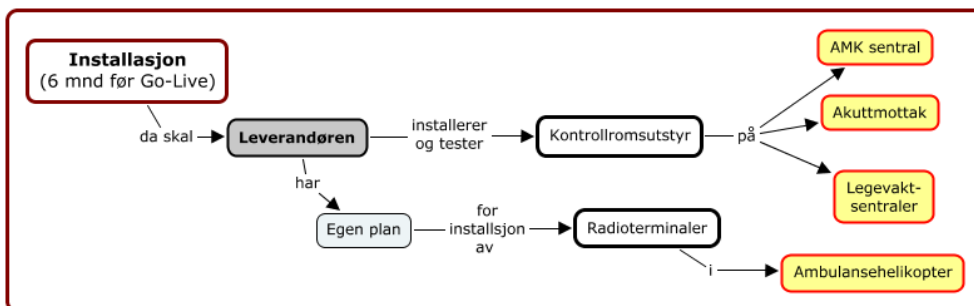 Installasjon
(6 mnd før Go-Live)
da skal
Leverandøren
installerer
og tester
Kontrollromsutstyr
på
AMK sentral
Akuttmottak
Legevakt-
sentraler
har
Egen plan
for
installsjon
av
Radioterminaler
i
Ambulansehelikopter